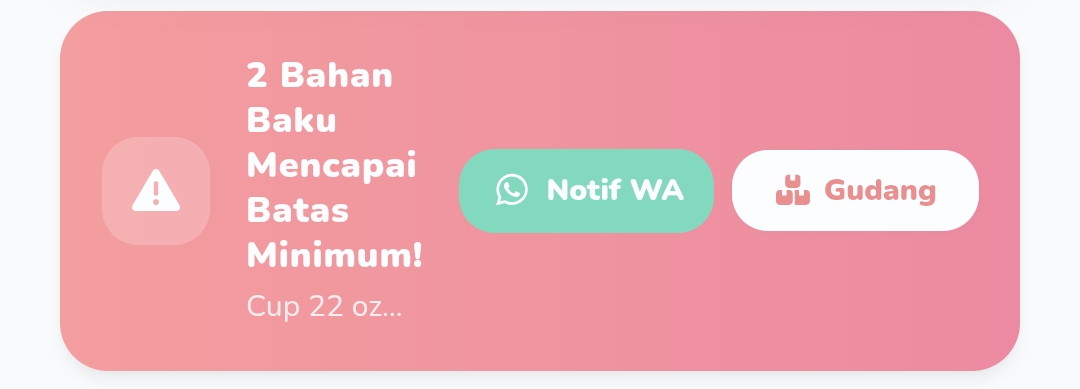 2 Bahan
Baku
Mencapai
Batas
Minimum!
Cup 22 oz...
Notif WA
Gudang